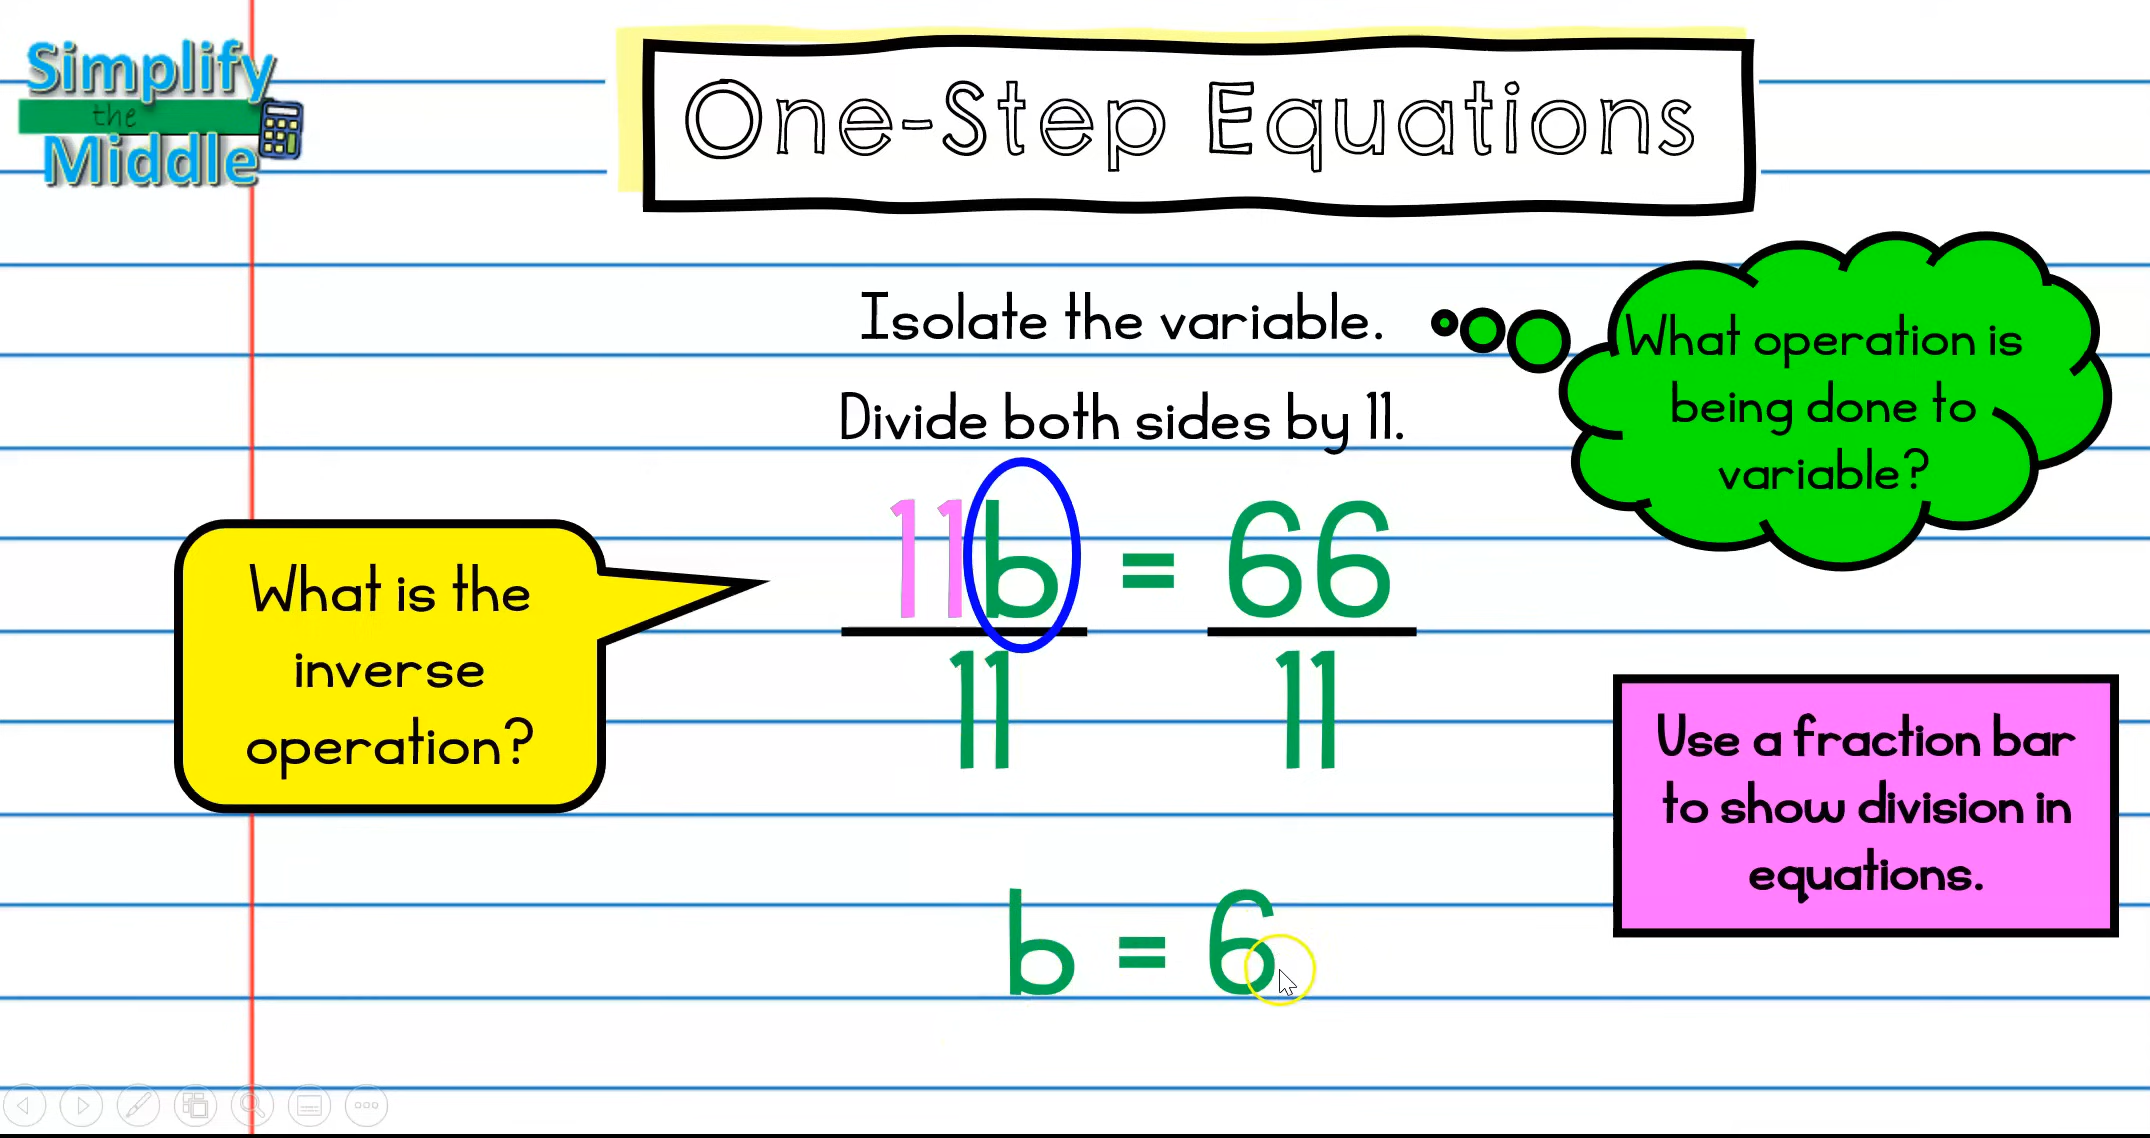 Simplify
the
Middle
One-Step Equations
Isolate the variable.
Divide both sides by 11.
What operation is
being done to
variable?
What is the
inverse
operation?
11b = 66
11 11
Use a fraction bar
to show division in
equations.
b = 6